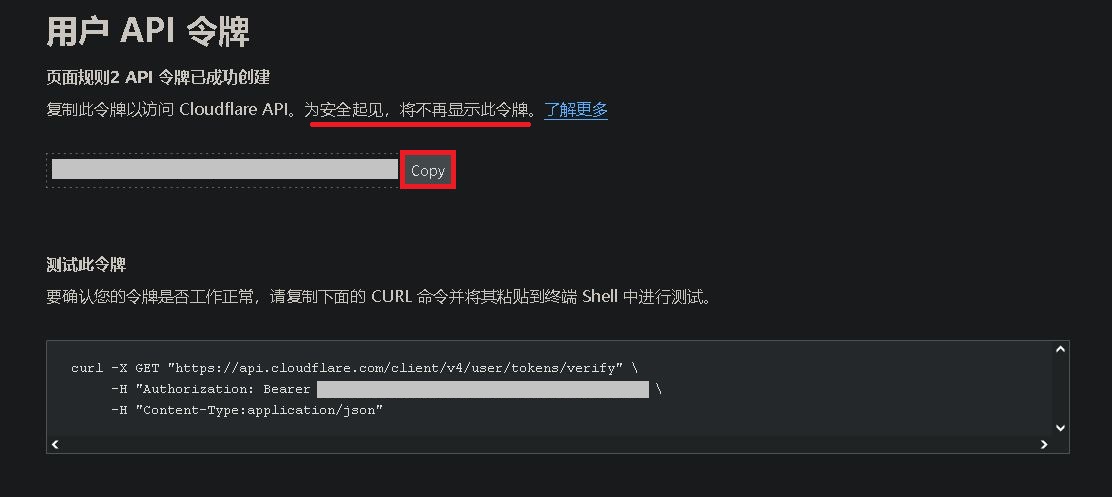 用户 API 令牌
页面规则2 API 令牌已成功创建
复制此令牌以访问 Cloudflare API。为安全起见，将不再显示此令牌。了解更多
Copy
测试此令牌
要确认您的令牌是否工作正常，请复制下面的 CURL 命令并将其粘贴到终端 Shell 中进行测试。
curl -X GET "https://api.cloudflare.com/client/v4/user/tokens/verify" \
-H "Authorization: Bearer \
-H "Content-Type:application/json"